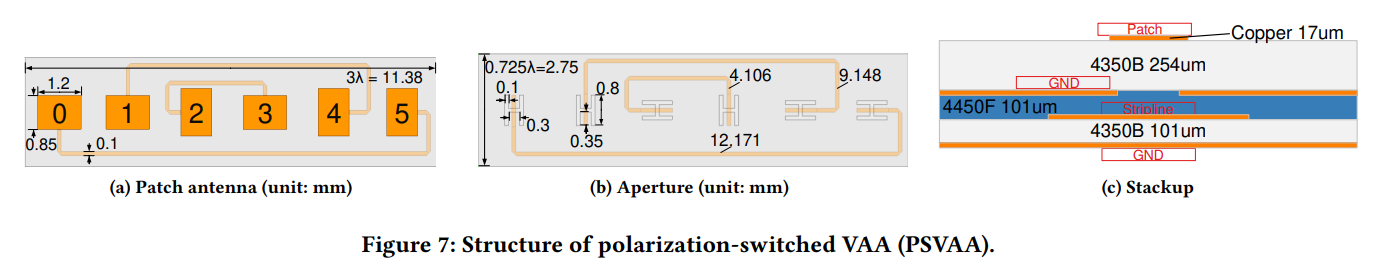 1.2
3λ = 11.38
0
1
2
3
4
5
0.85
0.1
(a) Patch antenna (unit: mm)
0.725λ=2.75
0.1
0.8
4.106
9.148
0.3
0.35
12.171
(b) Aperture (unit: mm)
Patch
Copper 17um
4350B 254um
GND
4450F 101um
Stripline
4350B 101um
GND
(c) Stackup
Figure 7: Structure of polarization-switched VAA (PSVAA).